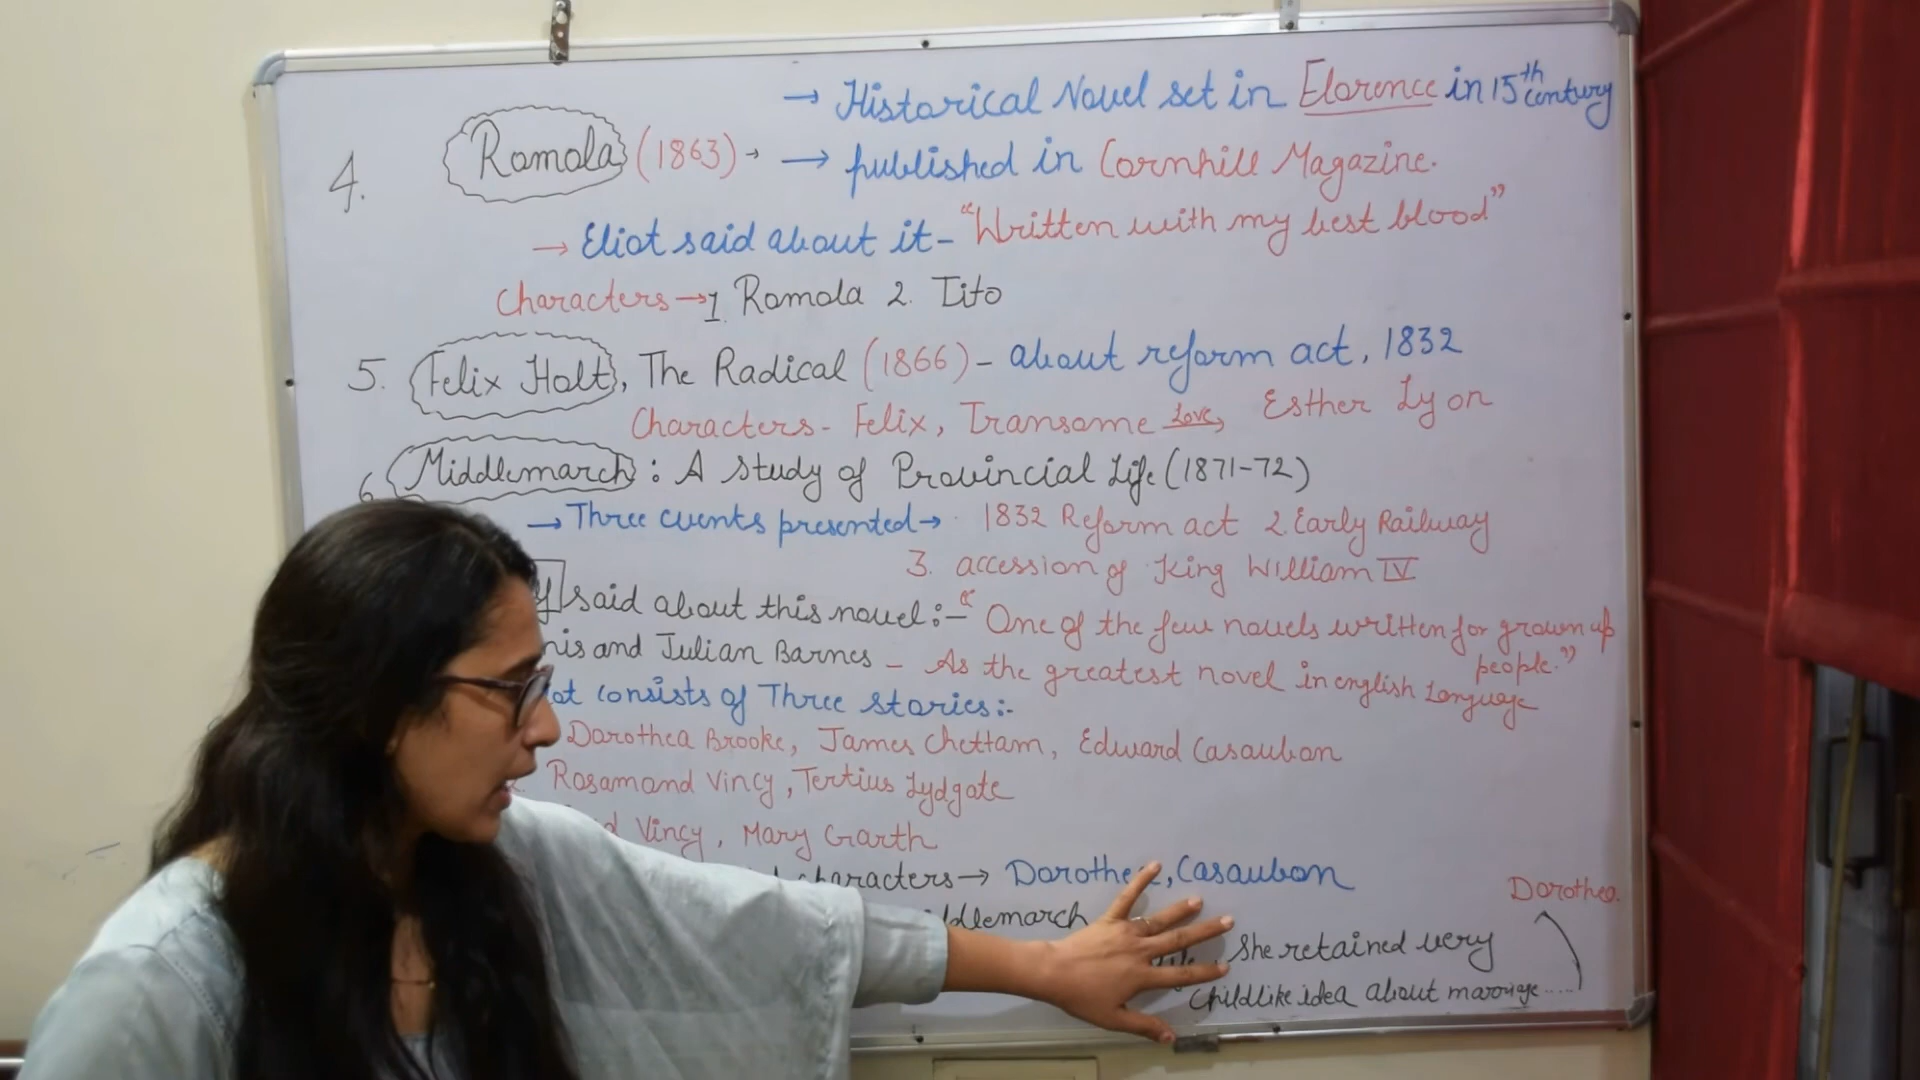 → Historical Novel set in Florence in 15th century
4. Romola (1863) → → published in Cornhill Magazine.
→ Eliot said about it - "Written with my best blood"
Characters → 1. Romola 2. Tito
5. Felix Holt, The Radical (1866) - about reform act, 1832
Characters - Felix, Transome Love, Esther Lyon
6 Middlemarch : A Study of Provincial Life (1871-72)
→ Three events presented → 1832 Reform act 2. Early Railway
3. accession of King William IV
said about this novel :- "One of the few novels written for grown up people."
and Julian Barnes - As the greatest novel in english Language
consists of Three stories :-
Dorothea Brooke, James Chettam, Edward Casaubon
Rosamond Vincy, Tertius Lydgate
Vincy, Mary Garth
characters → Dorothea, Casaubon
Dorothea.
She retained very
Childlike idea about marriage.....